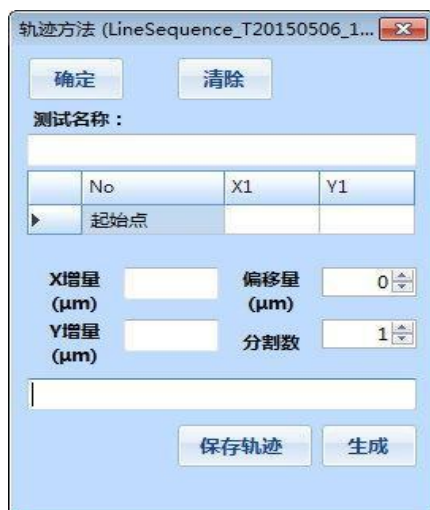 轨迹方法 (LineSequence_T20150506_1...
确定 清除
测试名称：
No X1 Y1
起始点
X增量 偏移量 0
(μm) (μm)
Y增量 分割数 1
(μm)
保存轨迹 生成